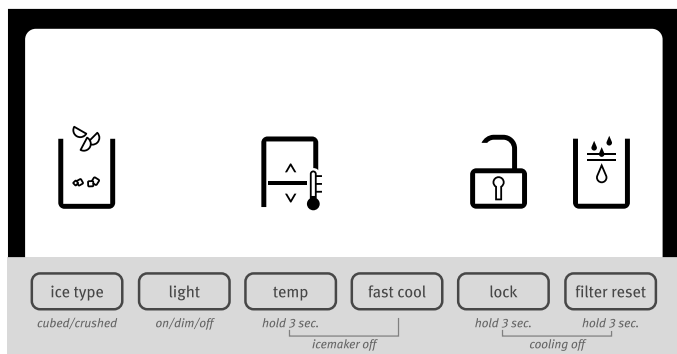 ice type light temp fast cool lock filter reset
cubed/crushed on/dim/off hold 3 sec. hold 3 sec. hold 3 sec.
icemaker off cooling off